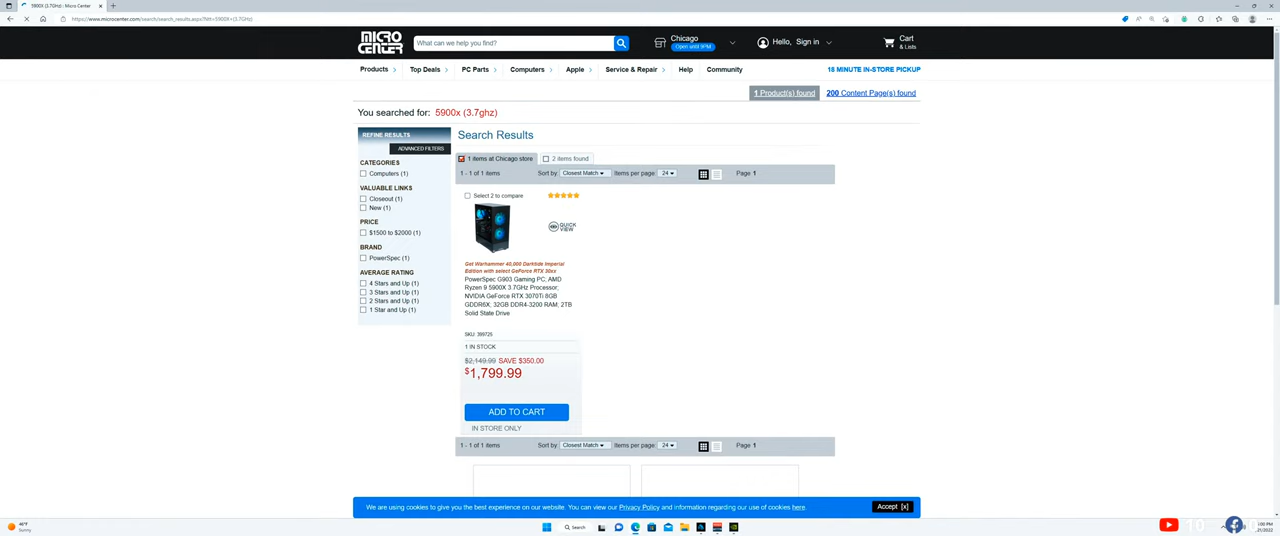 5900X (3.7GHz) : Micro Center
https://www.microcenter.com/search/search_results.aspx?Ntt=5900X+(3.7GHz)
MICRO CENTER
What can we help you find?
Chicago
Open until 9PM
Hello, Sign in
Cart
& Lists
Products
Top Deals
PC Parts
Computers
Apple
Service & Repair
Help
Community
18 MINUTE IN-STORE PICKUP
1 Product(s) found
200 Content Page(s) found
You searched for: 5900x (3.7ghz)
REFINE RESULTS
ADVANCED FILTERS
CATEGORIES
Computers (1)
VALUABLE LINKS
Closeout (1)
New (1)
PRICE
$1500 to $2000 (1)
BRAND
PowerSpec (1)
AVERAGE RATING
4 Stars and Up (1)
3 Stars and Up (1)
2 Stars and Up (1)
1 Star and Up (1)
Search Results
1 items at Chicago store
2 items found
1 - 1 of 1 items
Sort by: Closest Match
Items per page: 24
Page 1
Select 2 to compare
QUICK VIEW
Get Warhammer 40,000 Darktide Imperial
Edition with select GeForce RTX 30xx
PowerSpec G903 Gaming PC; AMD
Ryzen 9 5900X 3.7GHz Processor;
NVIDIA GeForce RTX 3070Ti 8GB
GDDR6X; 32GB DDR4-3200 RAM; 2TB
Solid State Drive
SKU: 399725
1 IN STOCK
$2,149.99 SAVE $350.00
$1,799.99
ADD TO CART
IN STORE ONLY
1 - 1 of 1 items
Sort by: Closest Match
Items per page: 24
Page 1
We are using cookies to give you the best experience on our website. You can view our Privacy Policy and information regarding our use of cookies here.
Accept [x]
46°F
Sunny
Search